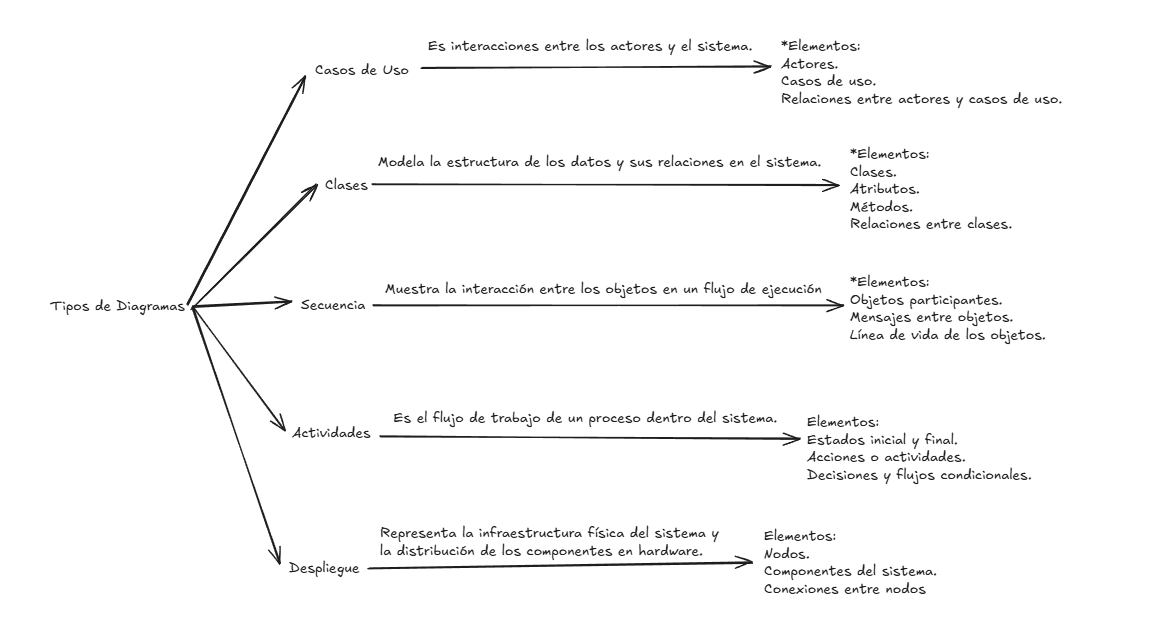 Es interacciones entre los actores y el sistema.
*Elementos:
Actores.
Casos de uso.
Relaciones entre actores y casos de uso.
Casos de Uso
Modela la estructura de los datos y sus relaciones en el sistema.
*Elementos:
Clases.
Atributos.
Métodos.
Relaciones entre clases.
Clases
Tipos de Diagramas
Secuencia
Muestra la interacción entre los objetos en un flujo de ejecución
*Elementos:
Objetos participantes.
Mensajes entre objetos.
Línea de vida de los objetos.
Actividades
Es el flujo de trabajo de un proceso dentro del sistema.
Elementos:
Estados inicial y final.
Acciones o actividades.
Decisiones y flujos condicionales.
Despliegue
Representa la infraestructura física del sistema y
la distribución de los componentes en hardware.
Elementos:
Nodos.
Componentes del sistema.
Conexiones entre nodos